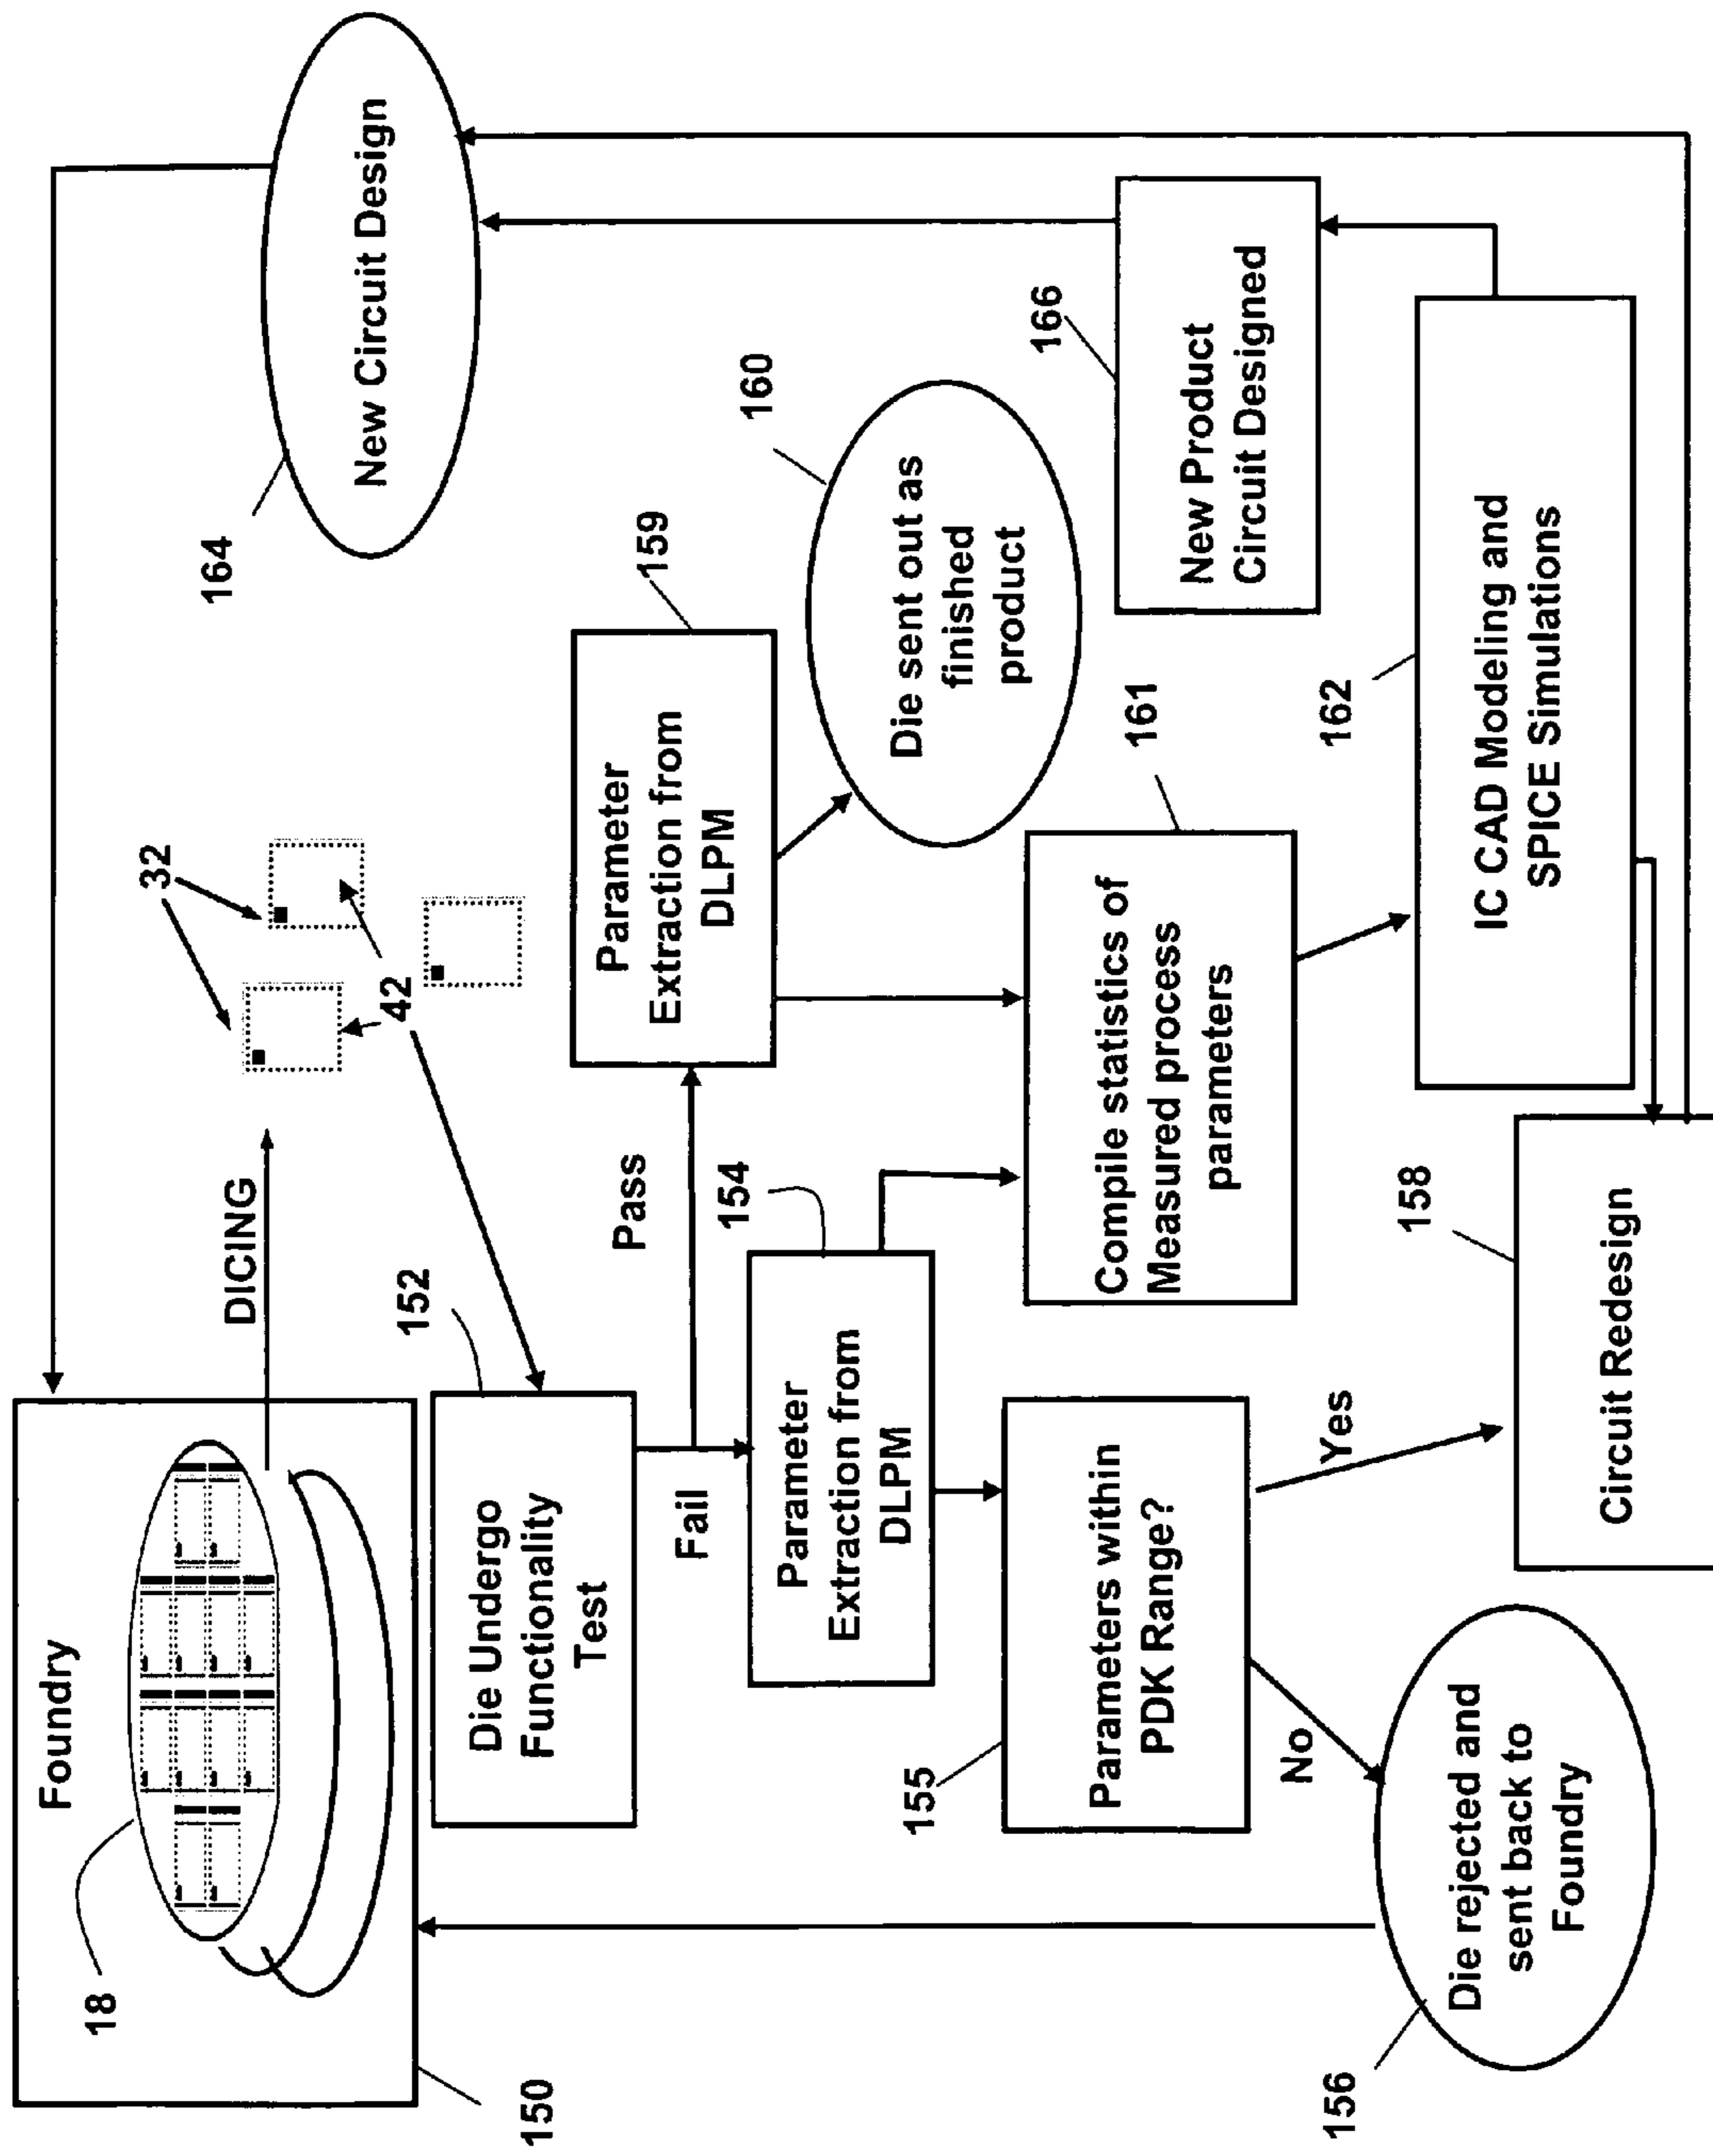 Foundry
18
150
DICING
32
42
164
New Circuit Design
152
Die Undergo
Functionality
Test
Pass
Fail
159
Parameter
Extraction from
DLPM
154
Parameter
Extraction from
DLPM
160
Die sent out as
finished
product
155
Parameters within
PDK Range?
161
Compile statistics of
Measured process
parameters
166
New Product
Circuit Designed
No
Yes
156
Die rejected and
sent back to
Foundry
158
Circuit Redesign
162
IC CAD Modeling and
SPICE Simulations